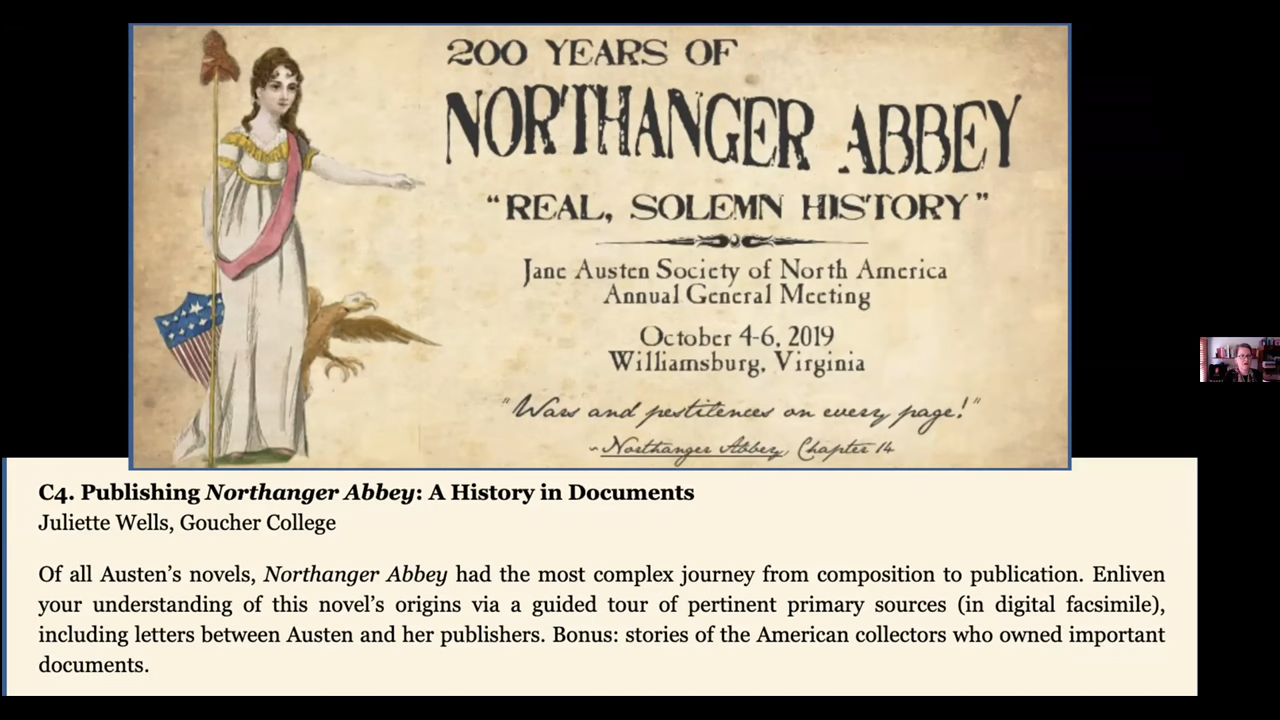 200 YEARS OF
NORTHANGER ABBEY
"REAL, SOLEMN HISTORY"
Jane Austen Society of North America
Annual General Meeting
October 4-6, 2019
Williamsburg, Virginia
"Wars and pestilences on every page!"
~Northanger Abbey, Chapter 14
C4. Publishing Northanger Abbey: A History in Documents
Juliette Wells, Goucher College
Of all Austen’s novels, Northanger Abbey had the most complex journey from composition to publication. Enliven
your understanding of this novel’s origins via a guided tour of pertinent primary sources (in digital facsimile),
including letters between Austen and her publishers. Bonus: stories of the American collectors who owned important
documents.